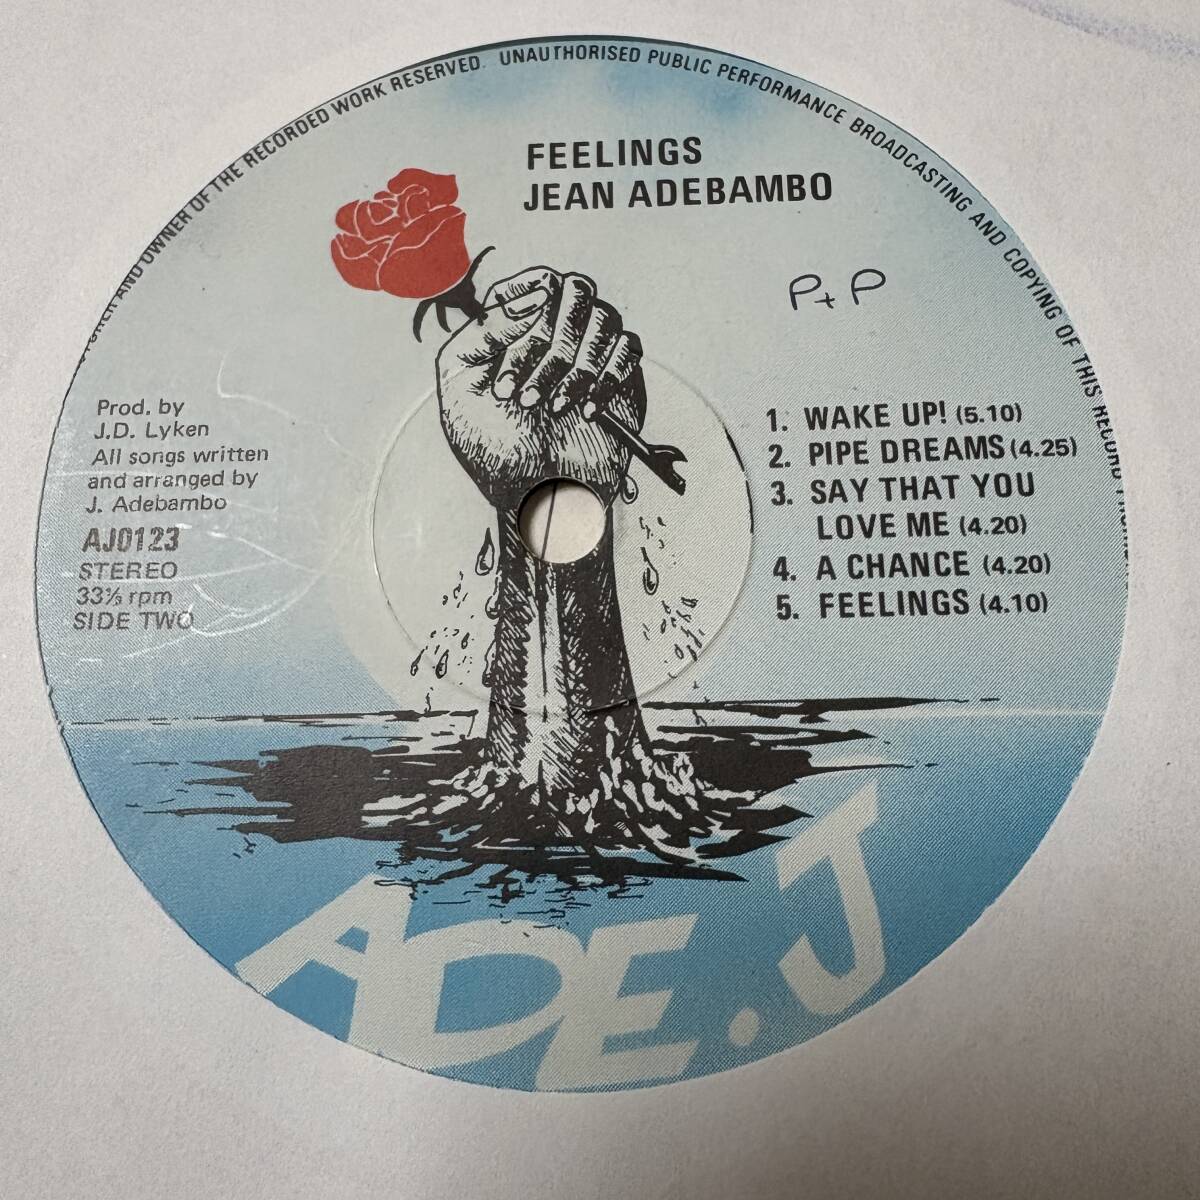 AND OWNER OF THE RECORDED WORK RESERVED. UNAUTHORISED PUBLIC PERFORMANCE BROADCASTING AND COPYING OF THIS RECORD
FEELINGS
JEAN ADEBAMBO
P+P
Prod. by
J.D. Lyken
All songs written
and arranged by
J. Adebambo
AJ0123
STEREO
33⅓ rpm
SIDE TWO
1. WAKE UP! (5.10)
2. PIPE DREAMS (4.25)
3. SAY THAT YOU
LOVE ME (4.20)
4. A CHANCE (4.20)
5. FEELINGS (4.10)
ADE.J